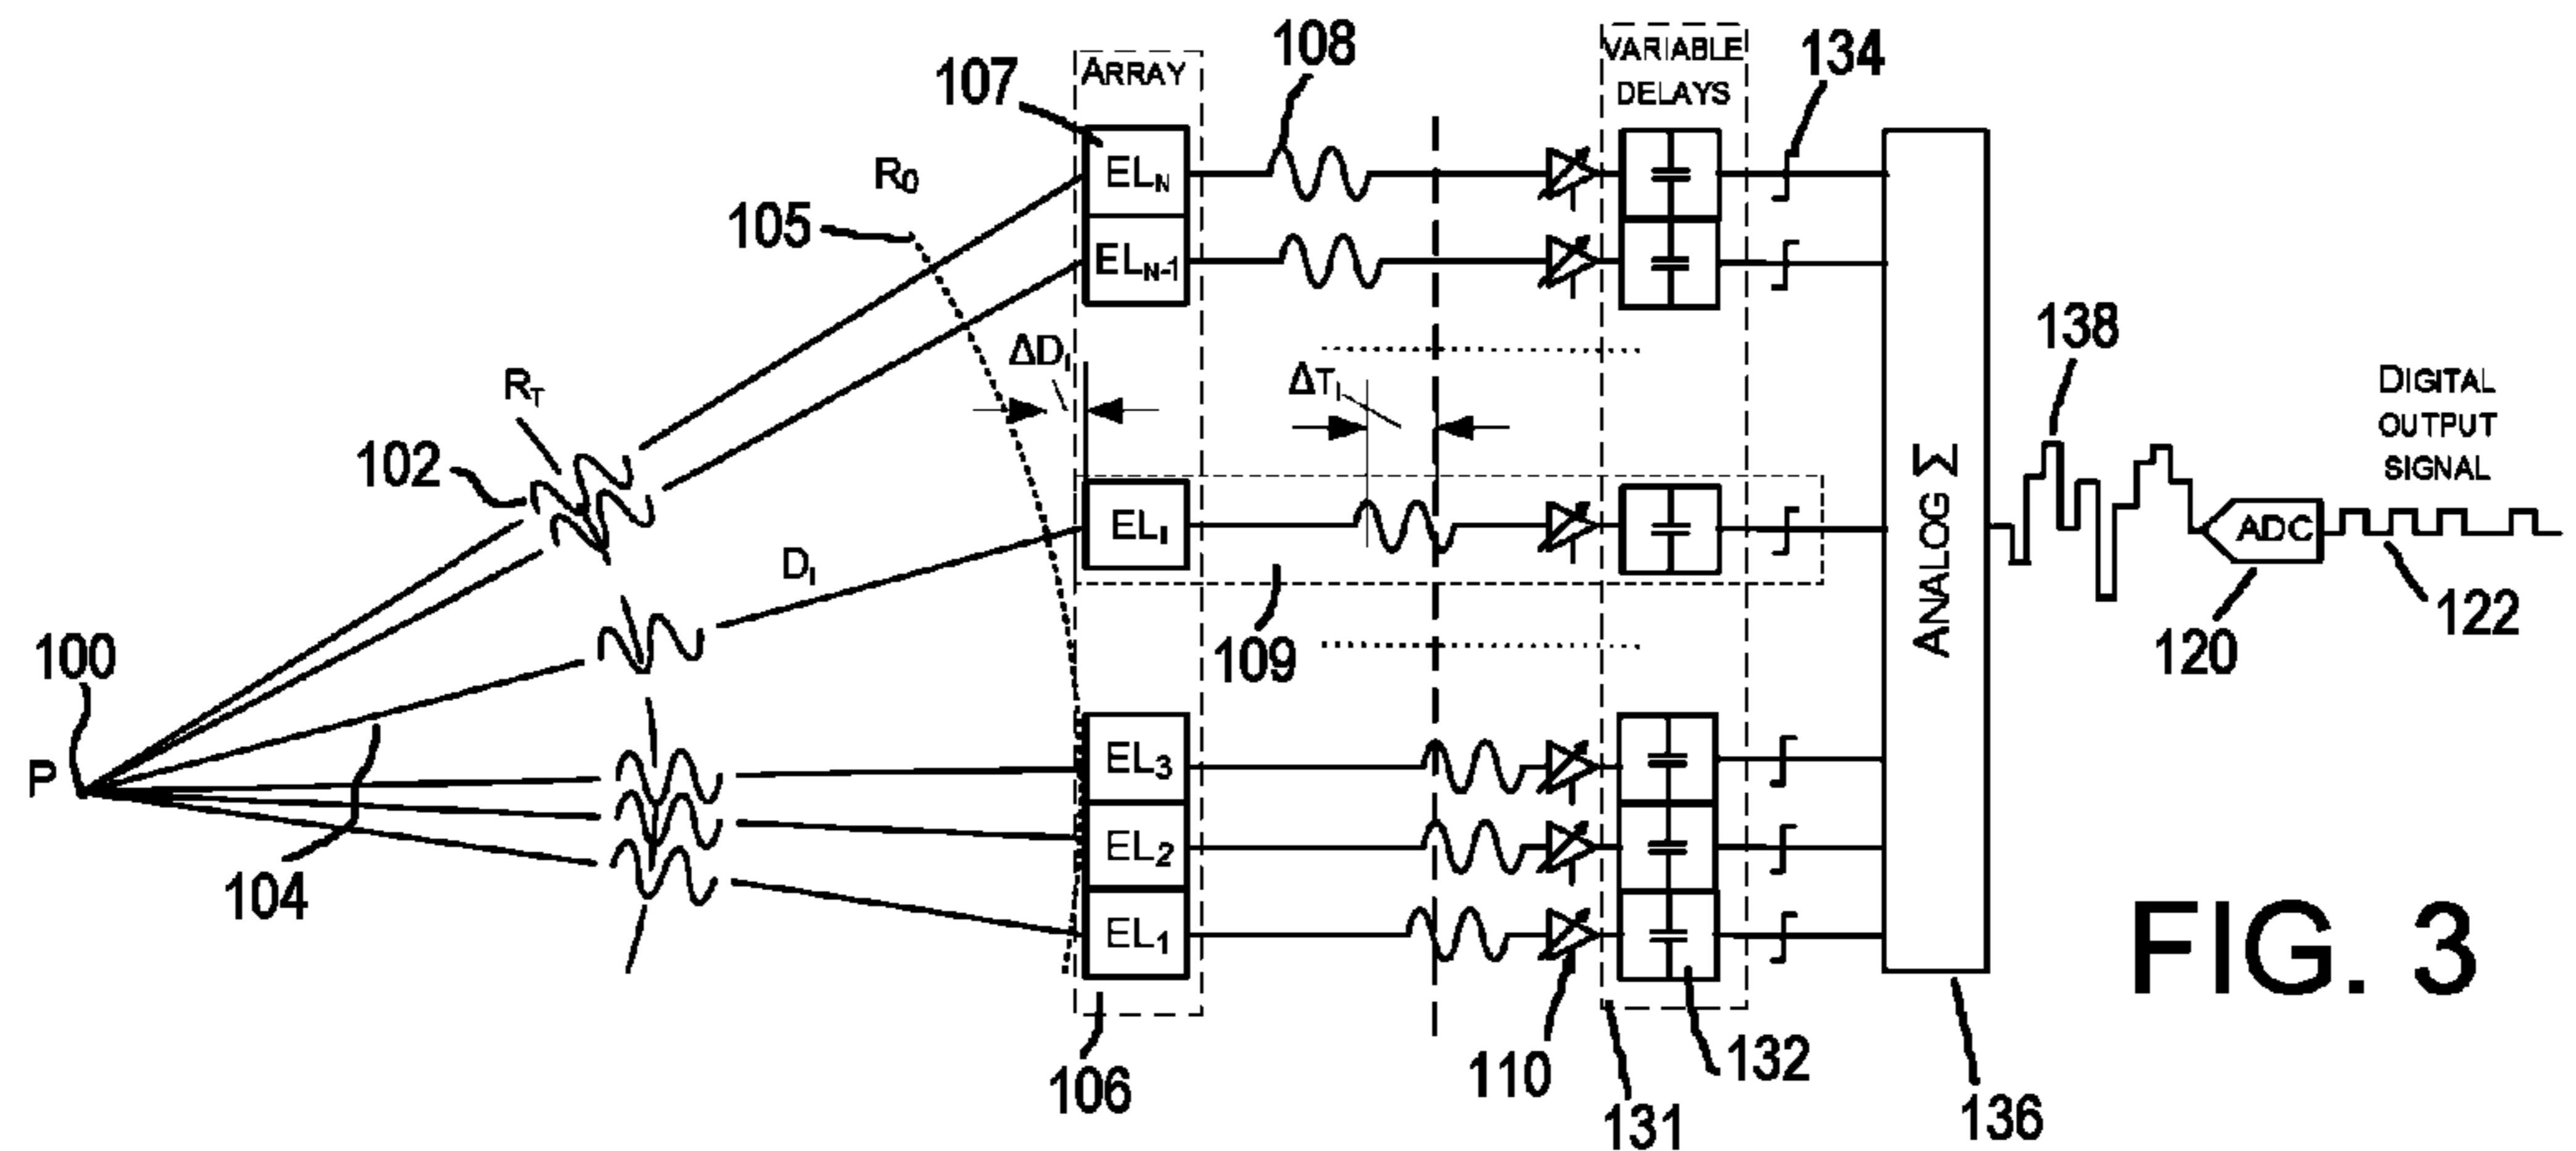 108
VARIABLE
DELAYS
134
107
ARRAY
R0
105
ELN
ELN-1
138
DIGITAL
OUTPUT
SIGNAL
ΔDI
ΔTI
RT
102
ANALOG Σ
ELI
DI
ADC
109
120
122
100
P
104
EL3
EL2
EL1
106
110
131
132
136
FIG. 3